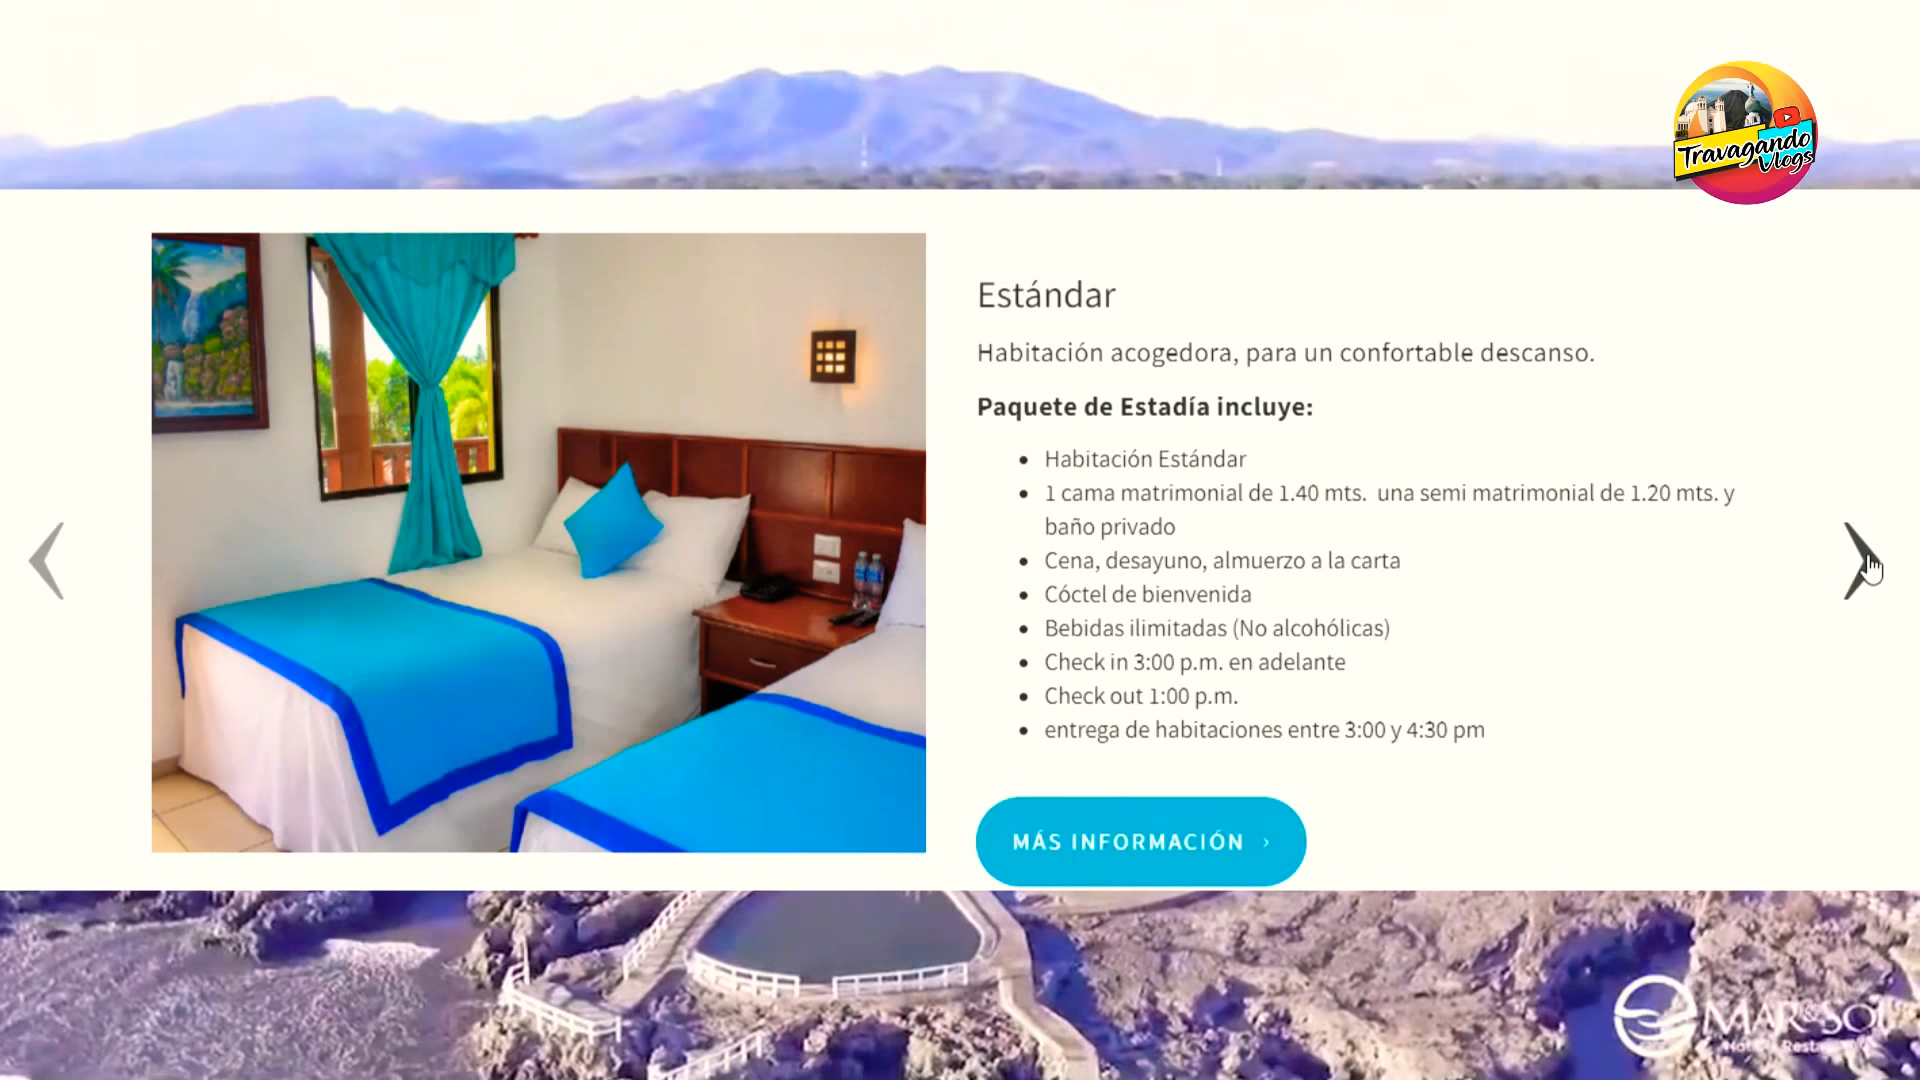 Travagando
Vlogs
Estándar
Habitación acogedora, para un confortable descanso.
Paquete de Estadía incluye:
• Habitación Estándar
• 1 cama matrimonial de 1.40 mts.  una semi matrimonial de 1.20 mts. y
baño privado
• Cena, desayuno, almuerzo a la carta
• Cóctel de bienvenida
• Bebidas ilimitadas (No alcohólicas)
• Check in 3:00 p.m. en adelante
• Check out 1:00 p.m.
• entrega de habitaciones entre 3:00 y 4:30 pm
MÁS INFORMACIÓN ›
MAR&SOL